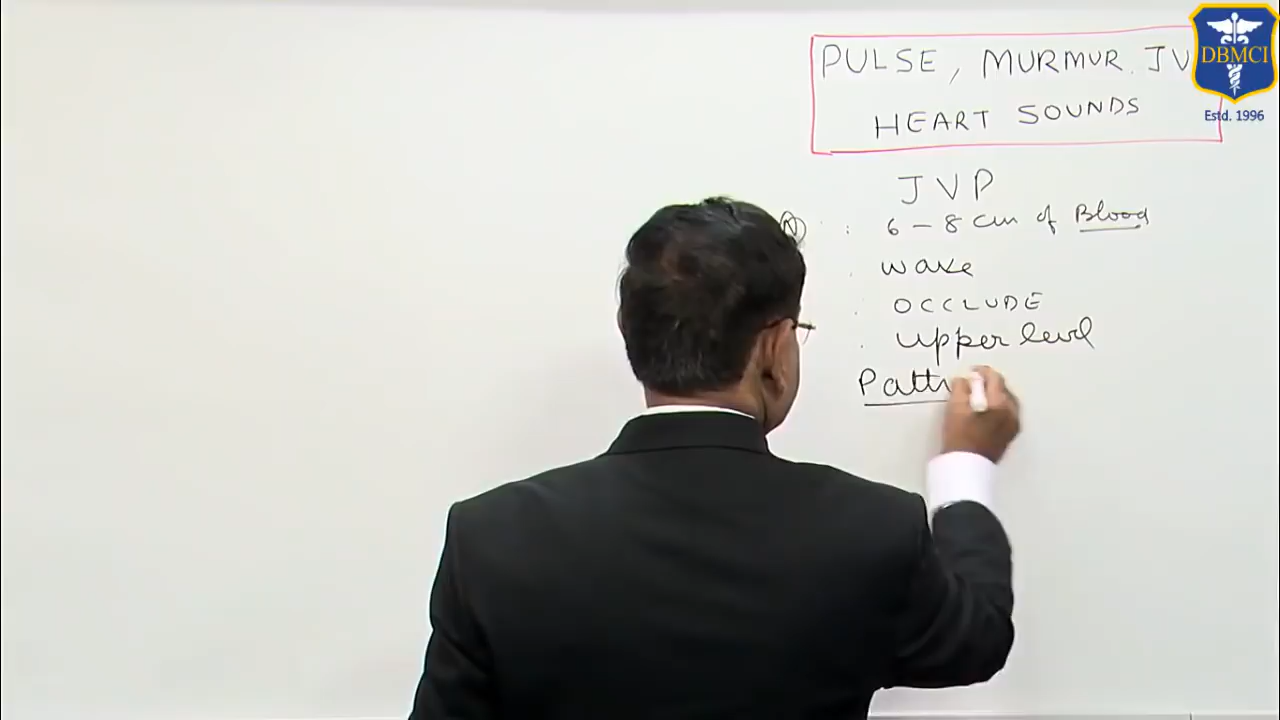 PULSE, MURMUR, JV
HEART SOUNDS
DBMCI
Estd. 1996
JVP
N : 6-8 cm of Blood
. wave
. OCCLUDE
. Upper level
Patt